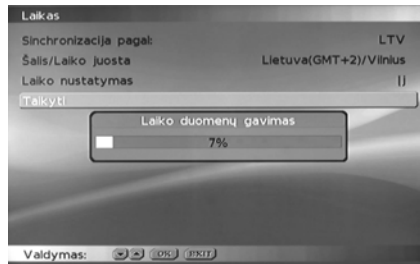 Laikas
Sinchronizacija pagal: LTV
Šalis/Laiko juosta Lietuva(GMT+2)/Vilnius
Laiko nustatymas Įj
Taikyti
Laiko duomenų gavimas
7%
Valdymas: OK EXIT